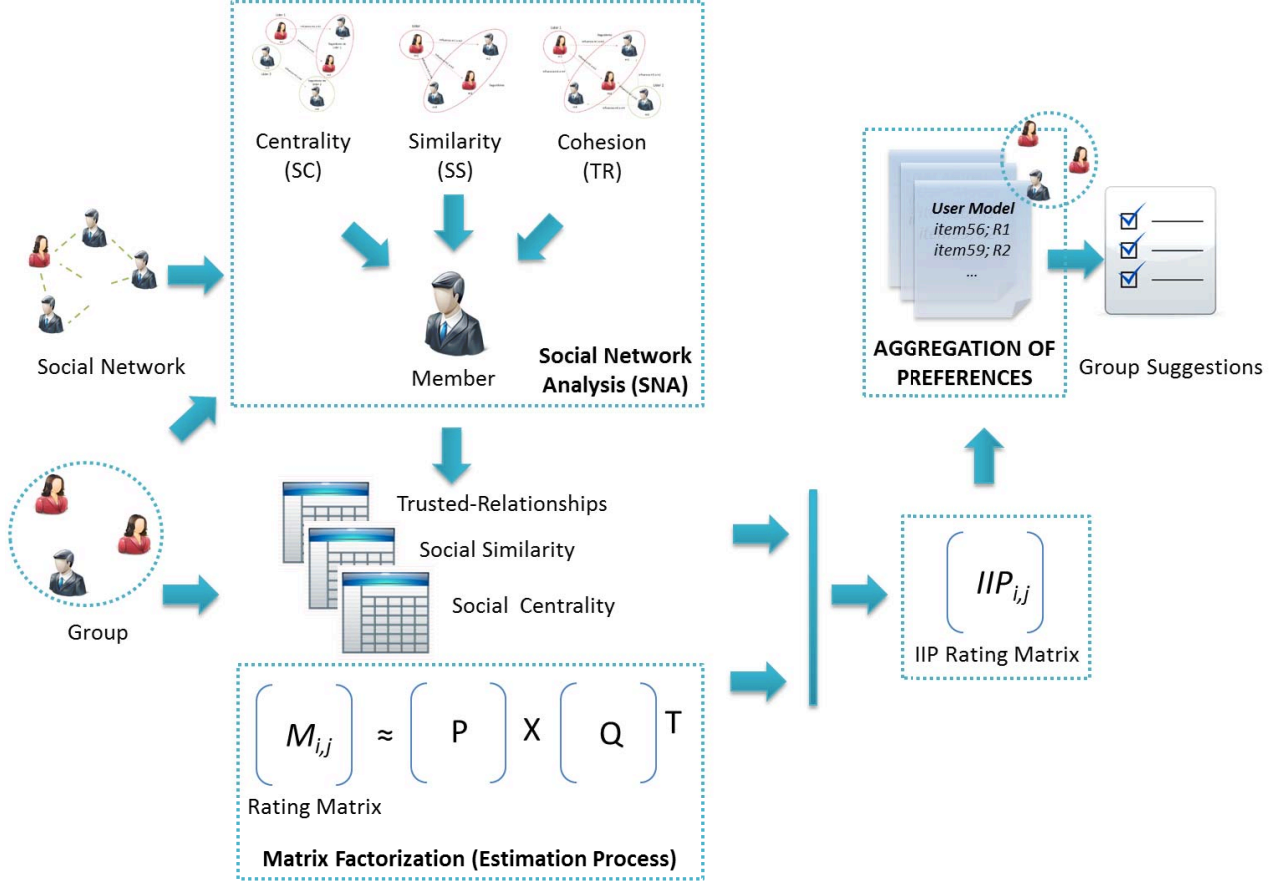 Centrality
(SC)
Similarity
(SS)
Cohesion
(TR)
Social Network
Member
Social Network
Analysis (SNA)
User Model
item56; R1
item59; R2
...
AGGREGATION OF
PREFERENCES
Group Suggestions
Group
Trusted-Relationships
Social Similarity
Social Centrality
M i,j ≈ P X Q T
Rating Matrix
Matrix Factorization (Estimation Process)
IIP i,j
IIP Rating Matrix